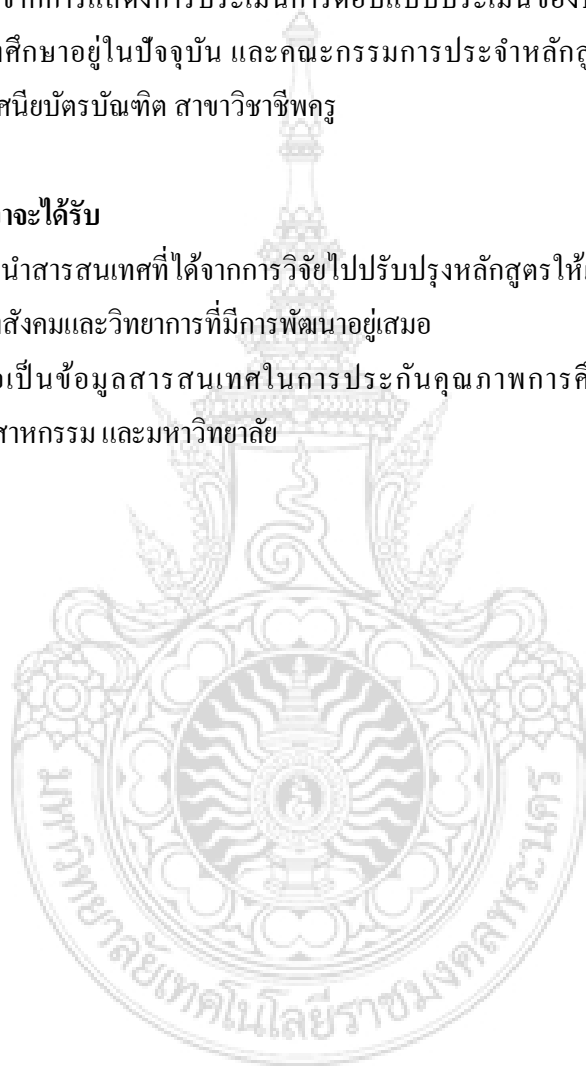 จากการแสดงการประเมินการตอบแบบประเมินของ
ศึกษาอยู่ในปัจจุบัน และคณะกรรมการประจำหลักสู
ศนียบัตรบัณฑิต สาขาวิชาชีพครู
าจะได้รับ
นำสารสนเทศที่ได้จากการวิจัยไปปรับปรุงหลักสูตรให้
สังคมและวิทยาการที่มีการพัฒนาอยู่เสมอ
เป็นข้อมูลสารสนเทศในการประกันคุณภาพการศึ
สาหกรรม และมหาวิทยาลัย
มหาวิทยาลัยเทคโนโลยีราชมงคลพระนคร